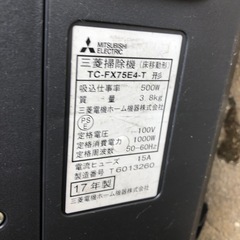 MITSUBISHI
ELECTRIC
三菱掃除機 (床移動形)
TC-FX75E4-T 形
吸込仕事率 500W
質量 3.8kg
PS
E
三菱電機ホーム機器株式会社
定格電圧 100V
定格消費電力 1000W
定格周波数 50-60Hz
電流ヒューズ 15A
製造番号 T 6013260
17年製
三菱電機ホーム機器株式会社